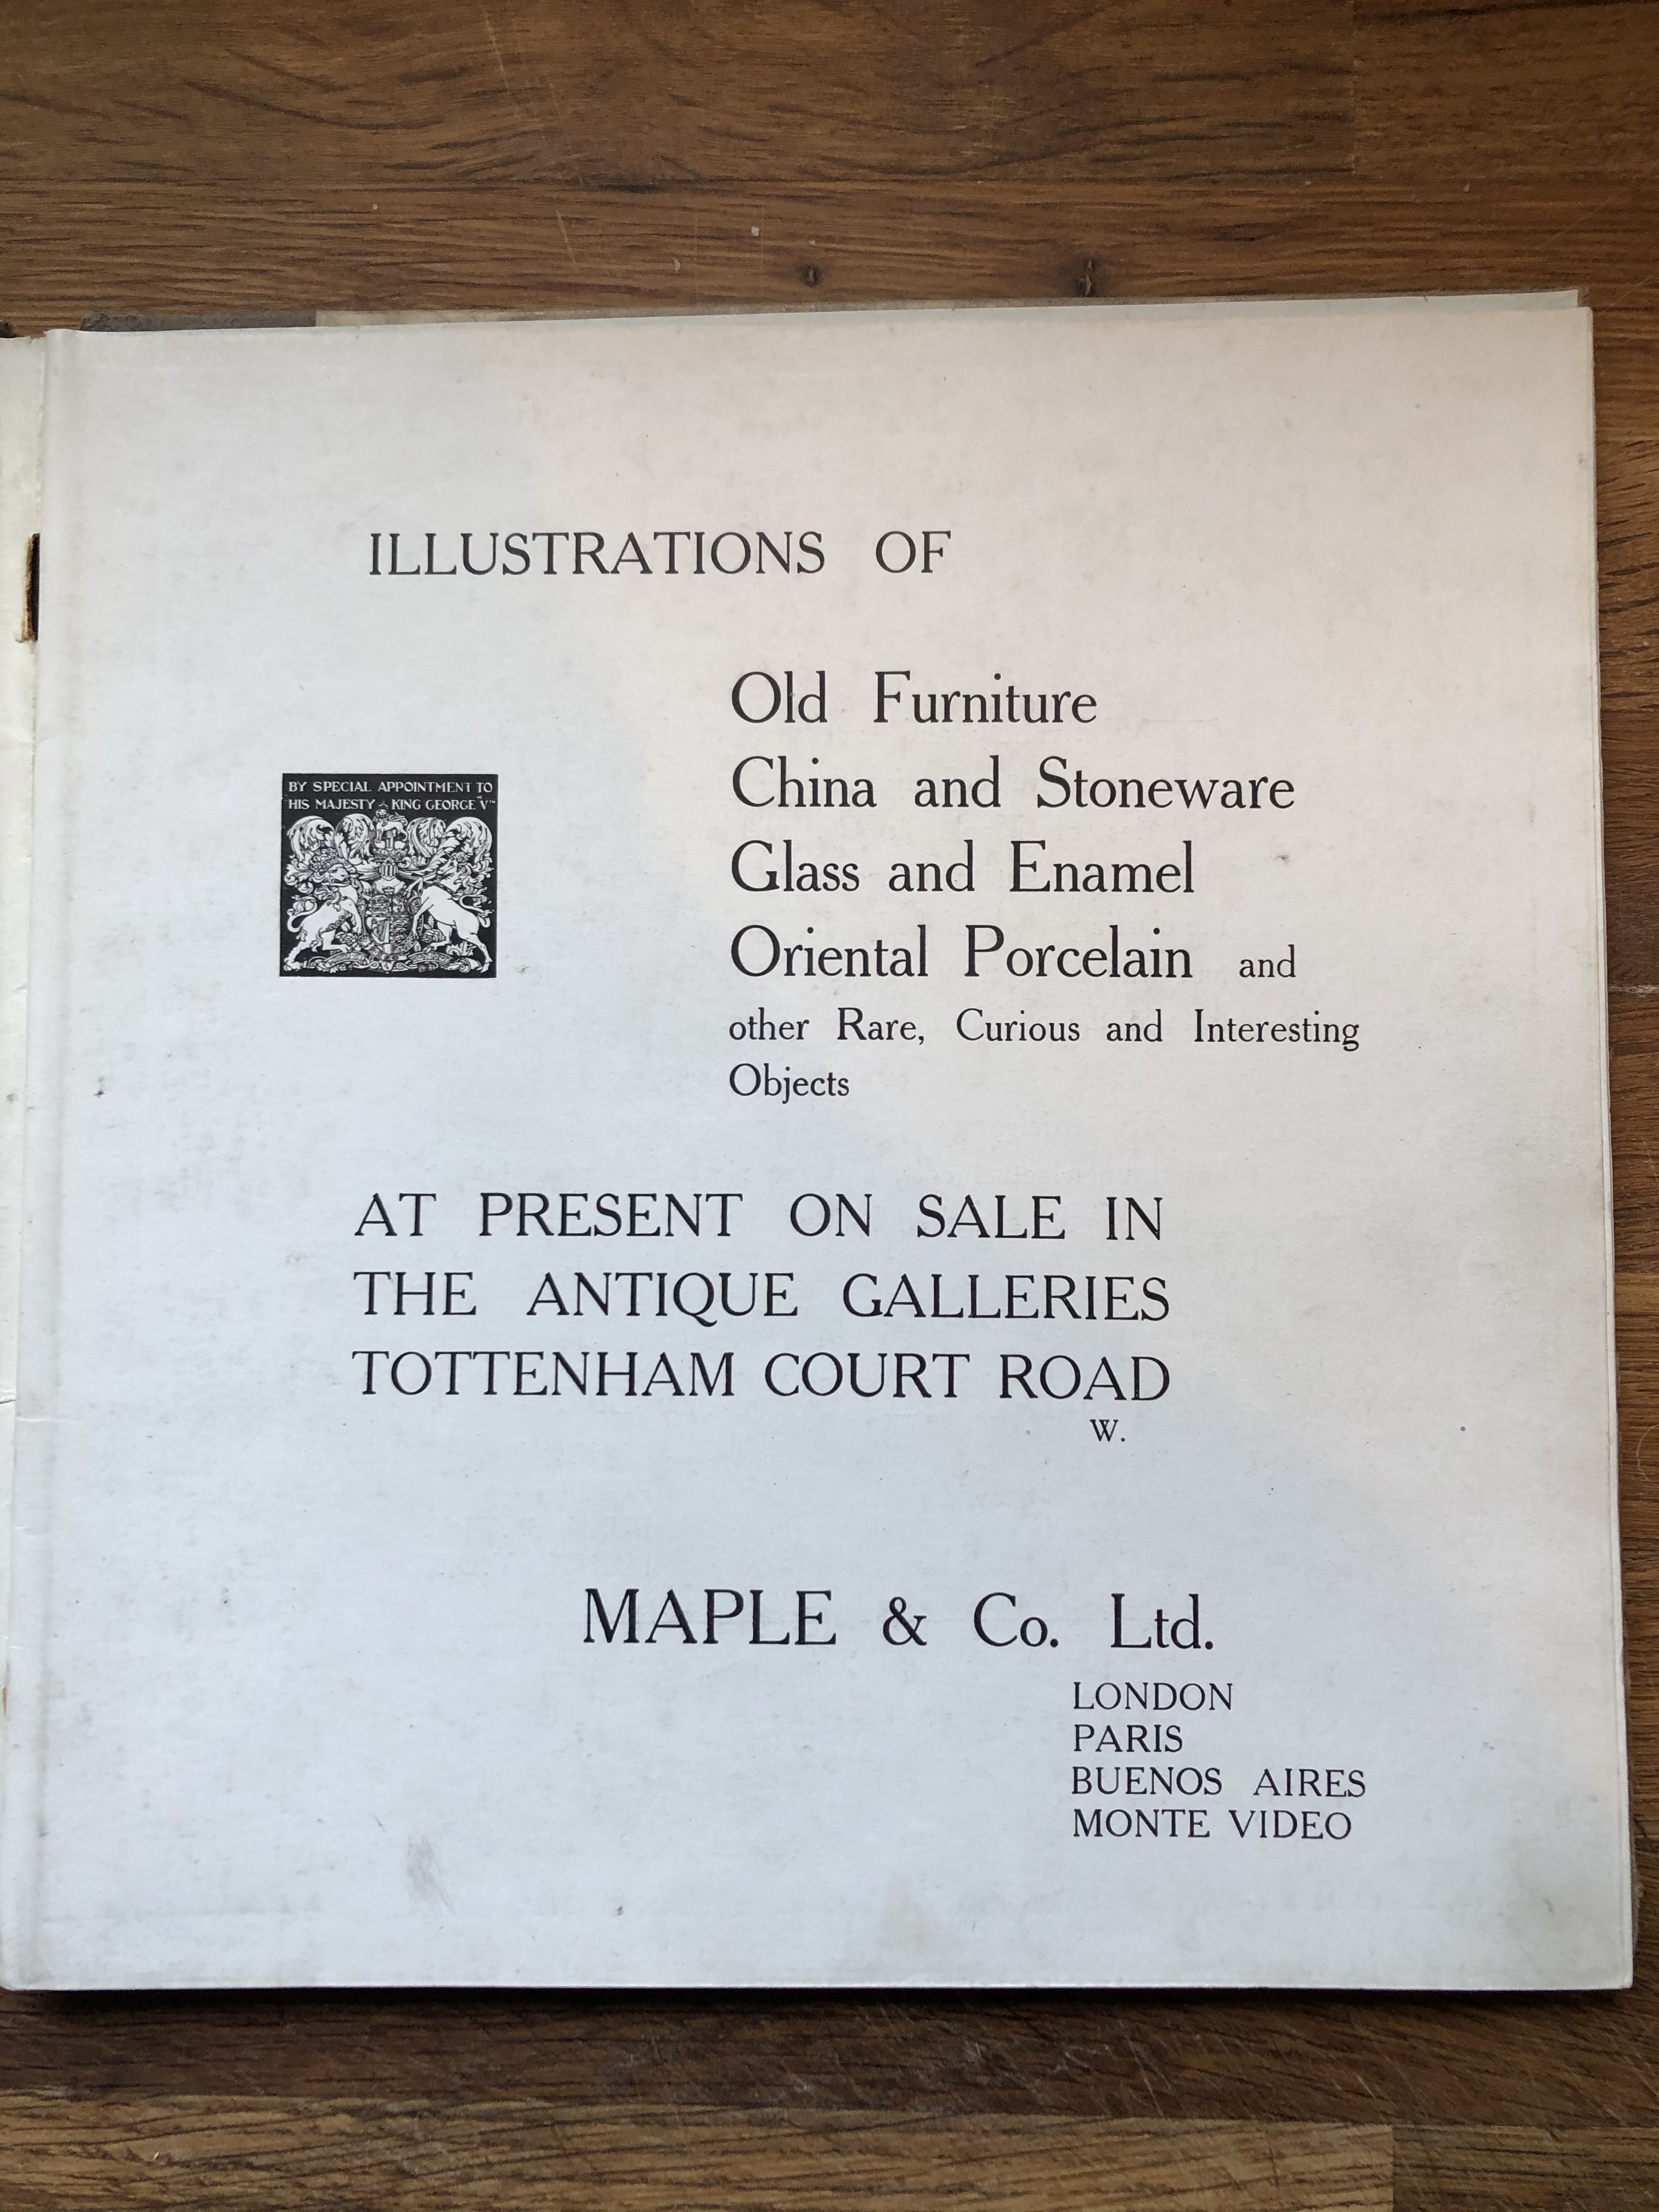 ILLUSTRATIONS OF
Old Furniture
China and Stoneware
Glass and Enamel
Oriental Porcelain and
other Rare, Curious and Interesting
Objects
BY SPECIAL APPOINTMENT TO
HIS MAJESTY KING GEORGE V
AT PRESENT ON SALE IN
THE ANTIQUE GALLERIES
TOTTENHAM COURT ROAD
W.
MAPLE & Co. Ltd.
LONDON
PARIS
BUENOS AIRES
MONTE VIDEO